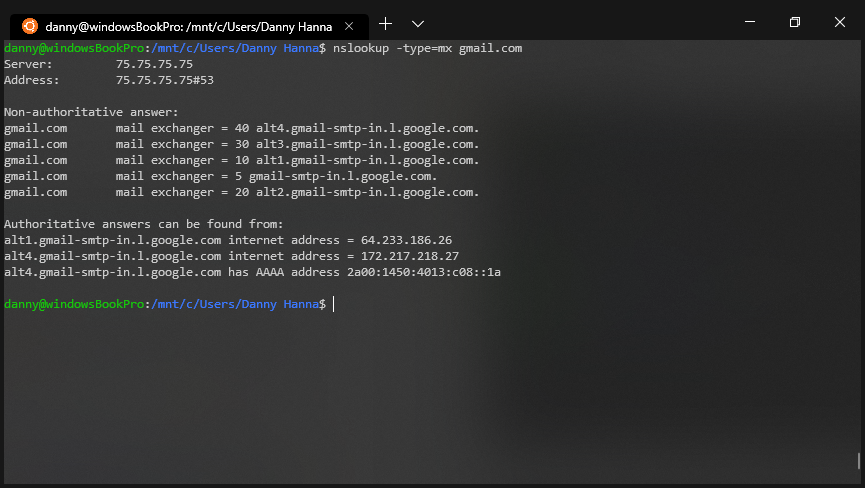 danny@windowsBookPro: /mnt/c/Users/Danny Hanna
danny@windowsBookPro:/mnt/c/Users/Danny Hanna$ nslookup -type=mx gmail.com
Server:         75.75.75.75
Address:        75.75.75.75#53
Non-authoritative answer:
gmail.com       mail exchanger = 40 alt4.gmail-smtp-in.l.google.com.
gmail.com       mail exchanger = 30 alt3.gmail-smtp-in.l.google.com.
gmail.com       mail exchanger = 10 alt1.gmail-smtp-in.l.google.com.
gmail.com       mail exchanger = 5 gmail-smtp-in.l.google.com.
gmail.com       mail exchanger = 20 alt2.gmail-smtp-in.l.google.com.
Authoritative answers can be found from:
alt1.gmail-smtp-in.l.google.com internet address = 64.233.186.26
alt4.gmail-smtp-in.l.google.com internet address = 172.217.218.27
alt4.gmail-smtp-in.l.google.com has AAAA address 2a00:1450:4013:c08::1a
danny@windowsBookPro:/mnt/c/Users/Danny Hanna$